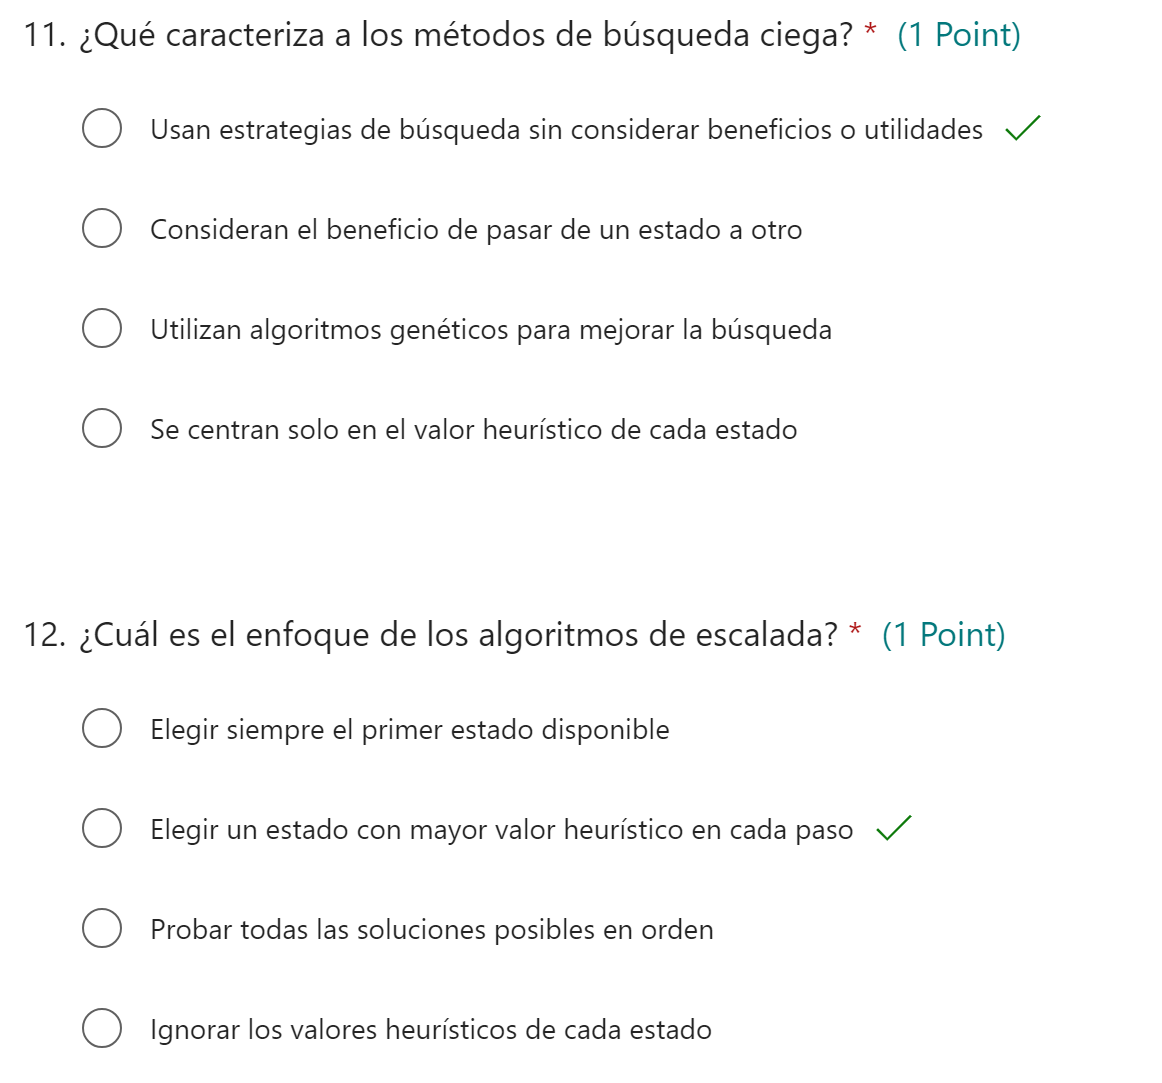 11. ¿Qué caracteriza a los métodos de búsqueda ciega? * (1 Point)
Usan estrategias de búsqueda sin considerar beneficios o utilidades
Consideran el beneficio de pasar de un estado a otro
Utilizan algoritmos genéticos para mejorar la búsqueda
Se centran solo en el valor heurístico de cada estado
12. ¿Cuál es el enfoque de los algoritmos de escalada? * (1 Point)
Elegir siempre el primer estado disponible
Elegir un estado con mayor valor heurístico en cada paso
Probar todas las soluciones posibles en orden
Ignorar los valores heurísticos de cada estado